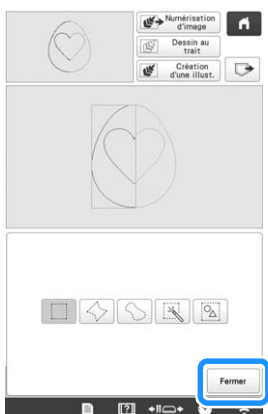 Numérisation
d'image
Dessin au
trait
Création
d'une illust.
Fermer